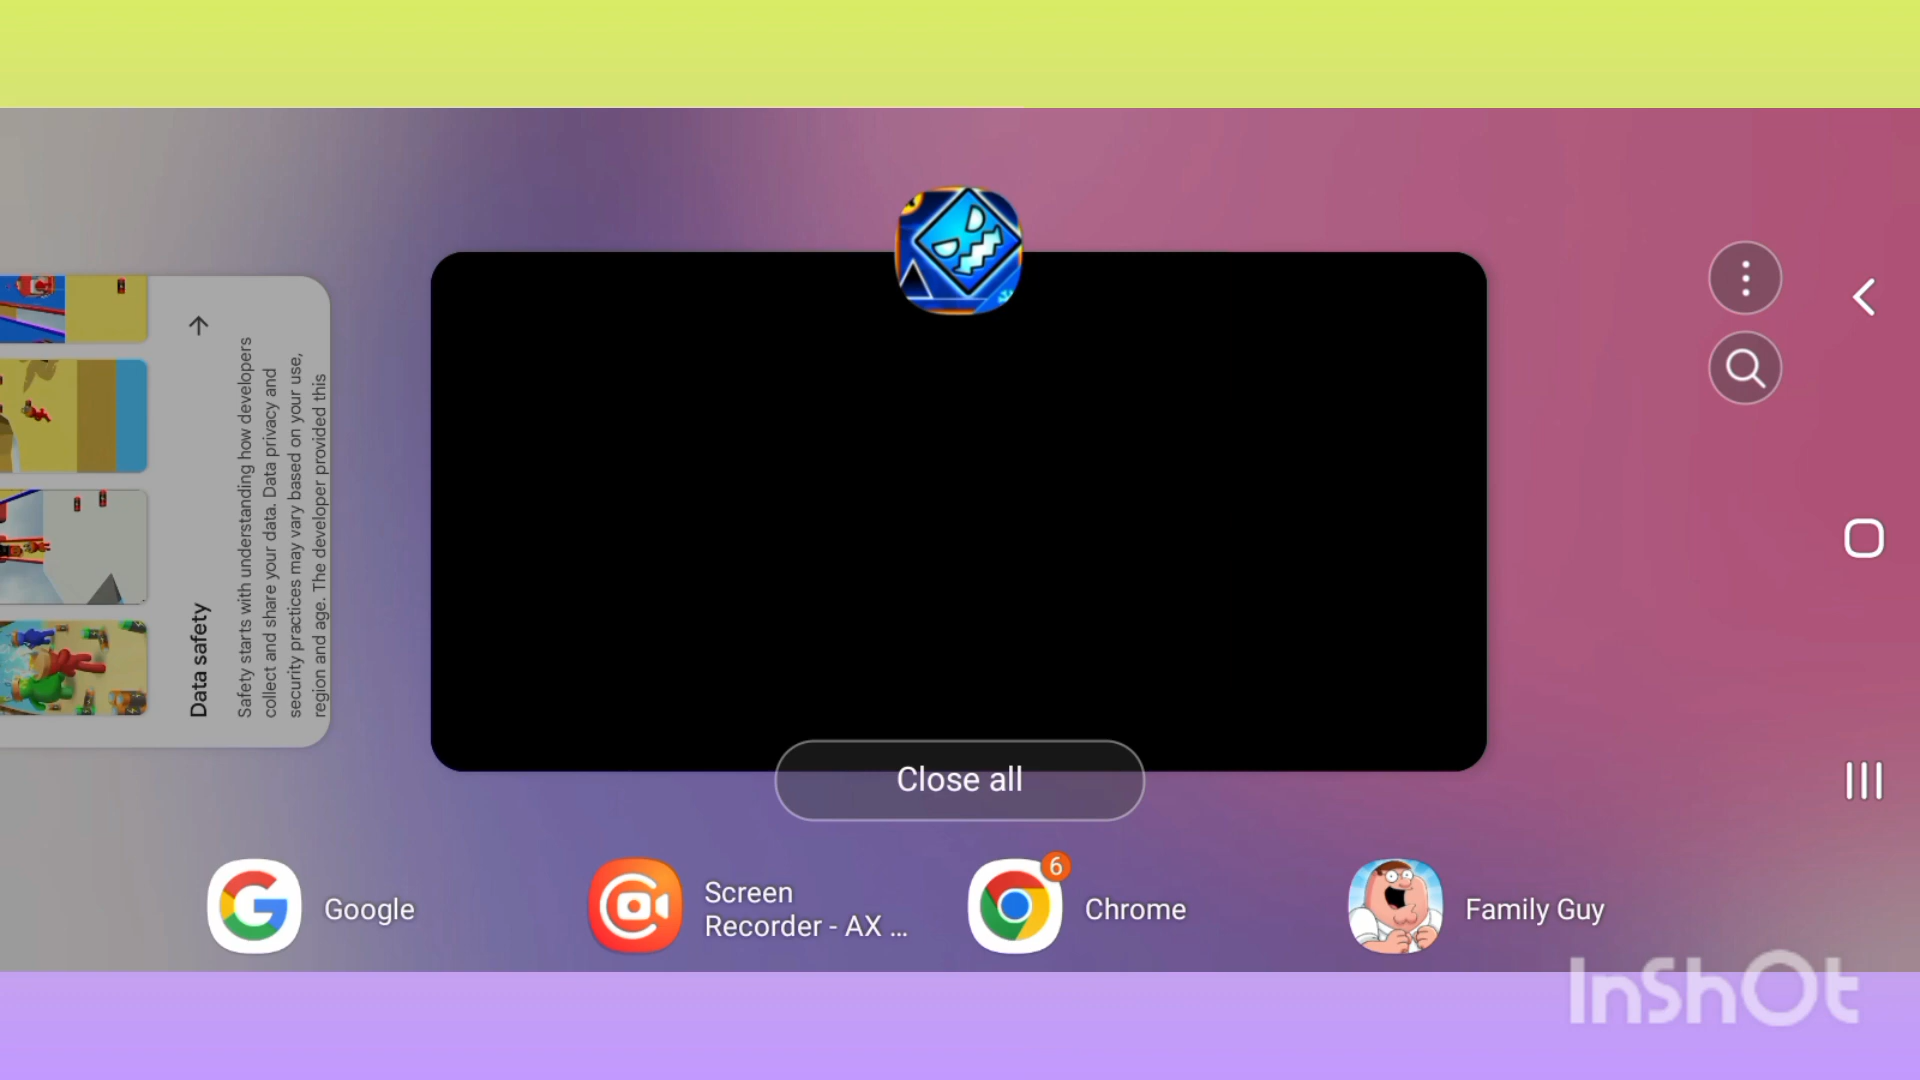 Data safety
Safety starts with understanding how developers
collect and share your data. Data privacy and
security practices may vary based on your use,
region and age. The developer provided this
Close all
Google
Screen
Recorder - AX ...
6
Chrome
Family Guy
InShOt